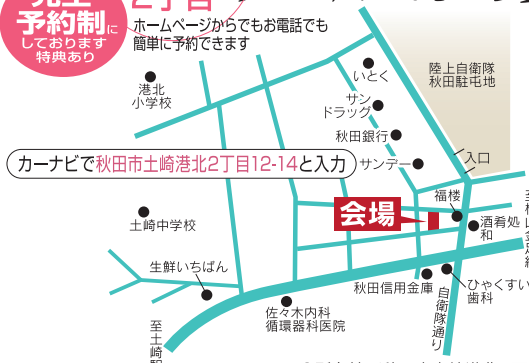 予約制に
しております
特典あり
2丁目
ホームページからでもお電話でも
簡単に予約できます
港北
小学校
いとく
サン
ドラッグ
秋田銀行
サンデー
陸上自衛隊
秋田駐屯地
入口
カーナビで秋田市土崎港北2丁目12-14と入力
土崎中学校
会場
福楼
酒肴処
和
生鮮いちばん
佐々木内科
循環器科医院
秋田信用金庫
ひゃくすい
歯科
自衛隊通り
至土崎駅